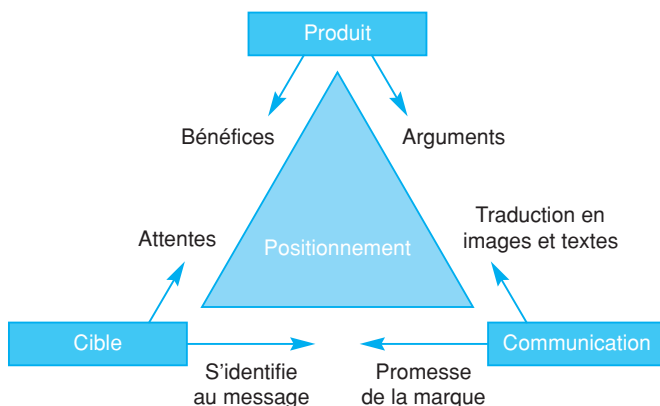 Produit
Bénéfices
Arguments
Attentes
Positionnement
Traduction en
images et textes
Cible
Communication
S'identifie
au message
Promesse
de la marque